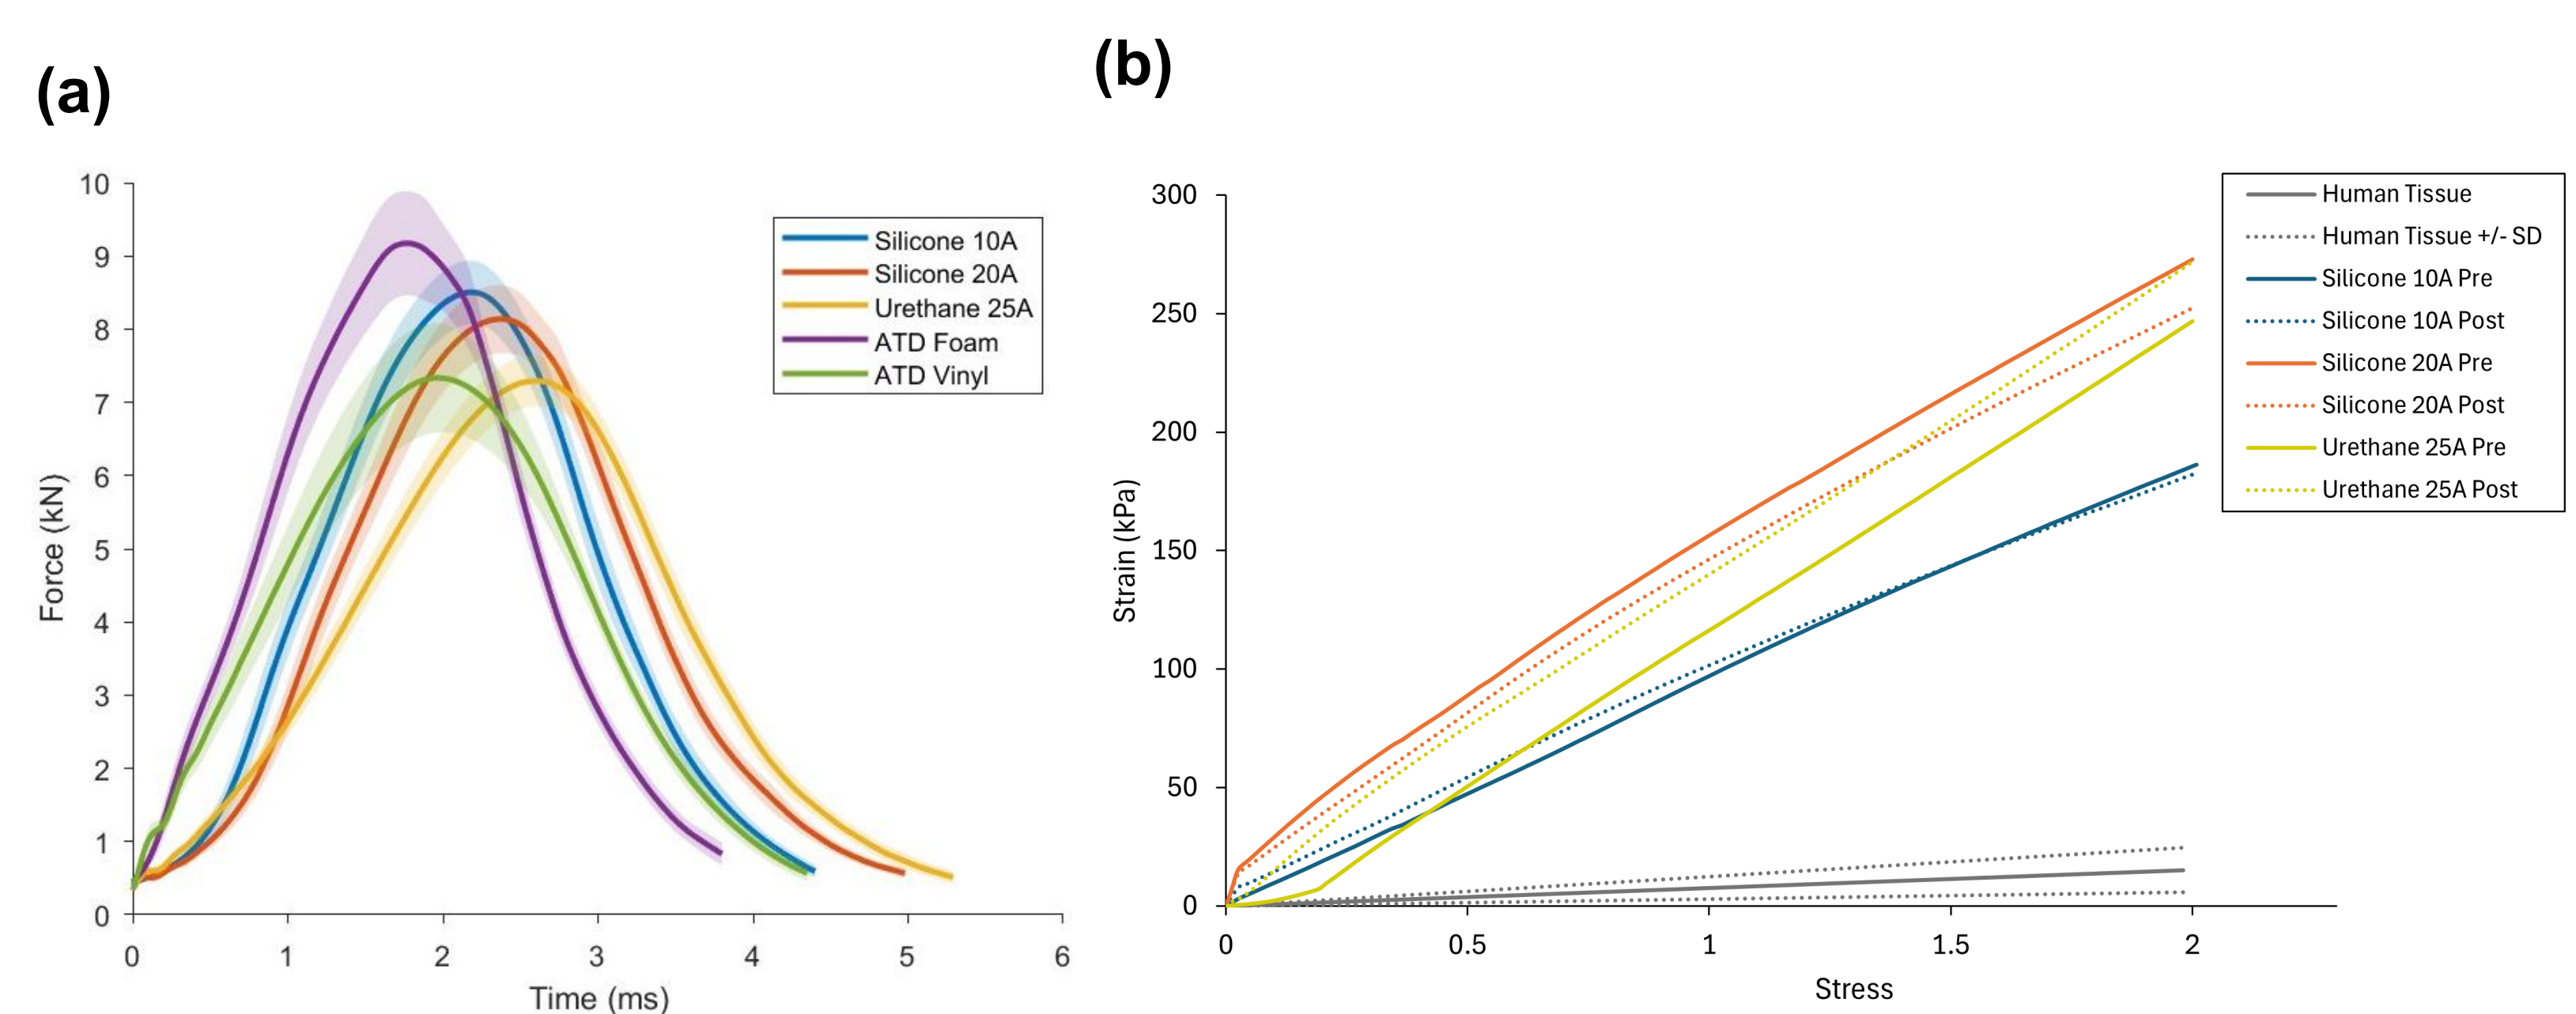 (a)
10
9
8
7
6
5
4
3
2
1
0
Force (kN)
0 1 2 3 4 5 6
Time (ms)
Silicone 10A
Silicone 20A
Urethane 25A
ATD Foam
ATD Vinyl
(b)
300
250
200
150
100
50
0
Strain (kPa)
0 0.5 1 1.5 2
Stress
Human Tissue
Human Tissue +/- SD
Silicone 10A Pre
Silicone 10A Post
Silicone 20A Pre
Silicone 20A Post
Urethane 25A Pre
Urethane 25A Post